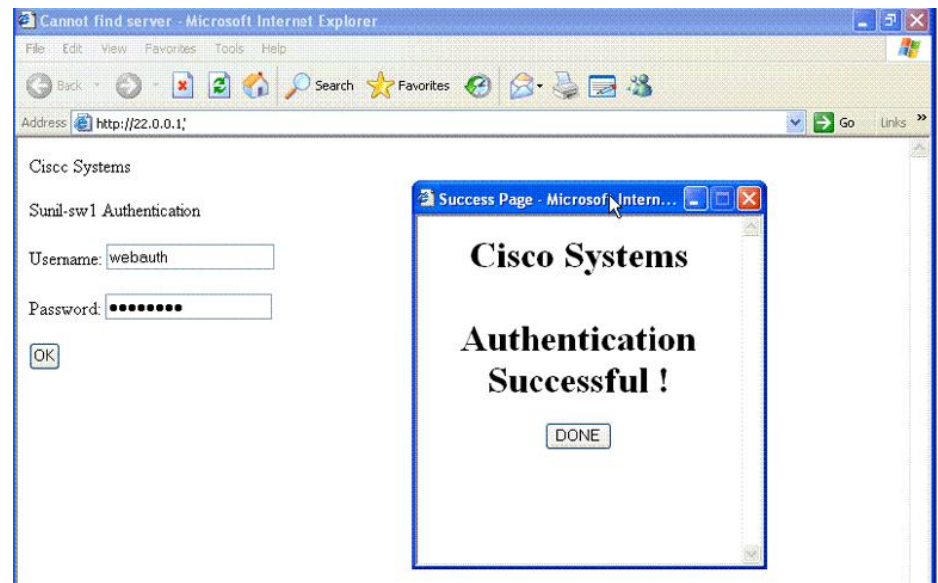 Cannot find server - Microsoft Internet Explorer
File Edit View Favorites Tools Help
Back Search Favorites
Address http://22.0.0.1,' Go Links »
Ciscc Systems
Sunil-sw1 Authentication
Username: webauth
Password: ●●●●●●●●
OK
Success Page - Microsoft Intern...
Cisco Systems
Authentication
Successful !
DONE